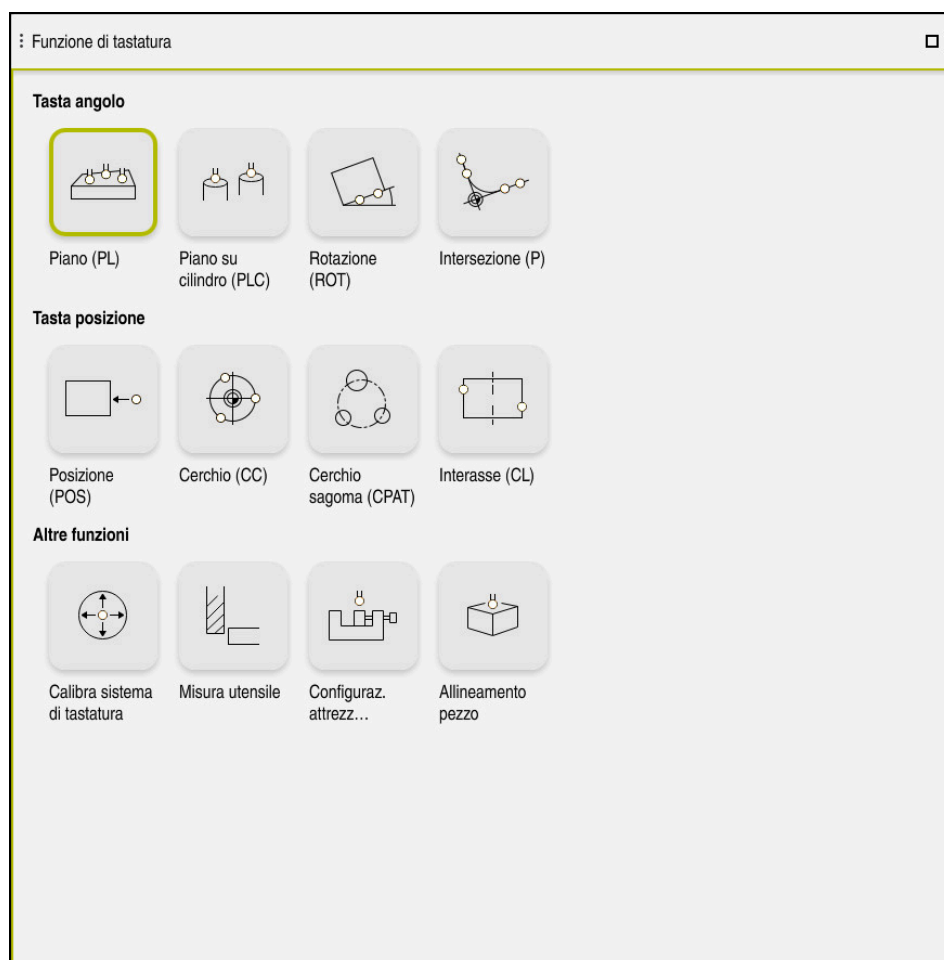 Funzione di tastatura
Tasta angolo
Piano (PL)
Piano su
cilindro (PLC)
Rotazione
(ROT)
Intersezione (P)
Tasta posizione
Posizione
(POS)
Cerchio (CC)
Cerchio
sagoma (CPAT)
Interasse (CL)
Altre funzioni
Calibra sistema
di tastatura
Misura utensile
Configuraz.
attrezz…
Allineamento
pezzo